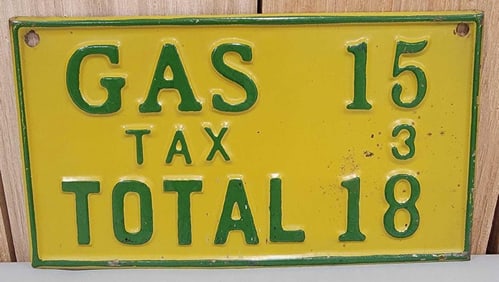 GAS 15
TAX 3
TOTAL 18